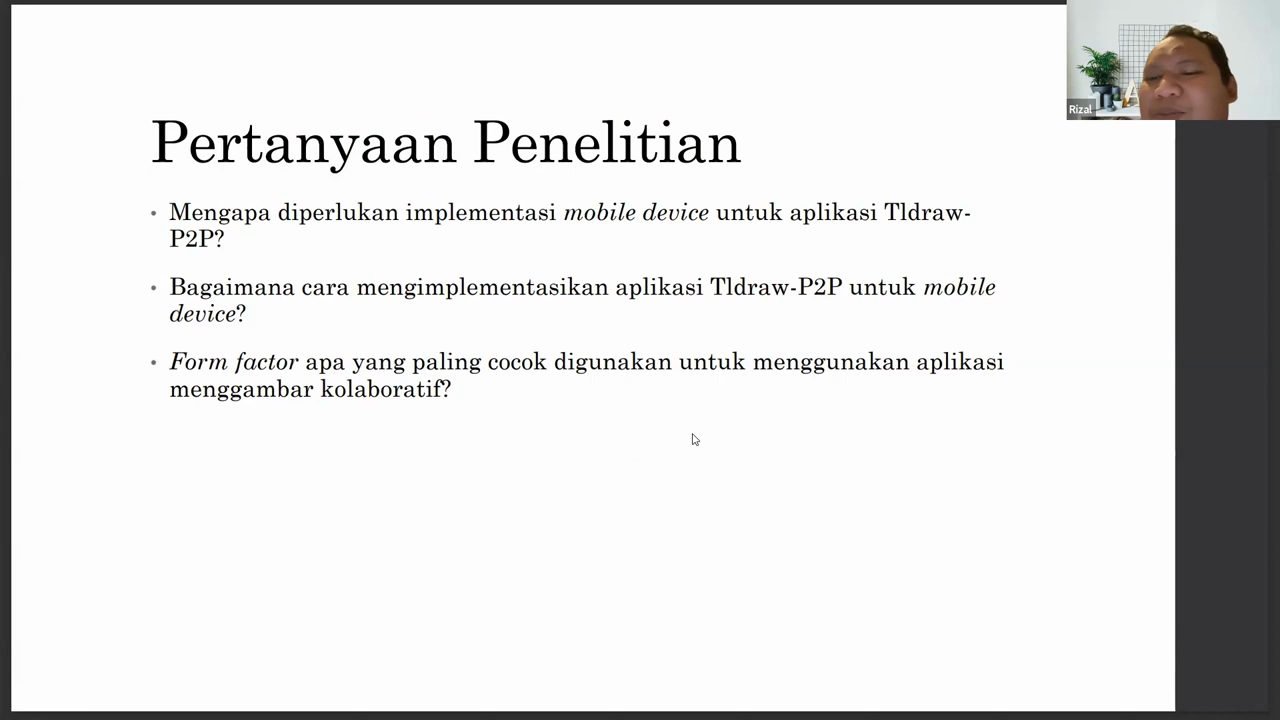 Rizal
Pertanyaan Penelitian
• Mengapa diperlukan implementasi mobile device untuk aplikasi Tldraw-
P2P?
• Bagaimana cara mengimplementasikan aplikasi Tldraw-P2P untuk mobile
device?
• Form factor apa yang paling cocok digunakan untuk menggunakan aplikasi
menggambar kolaboratif?